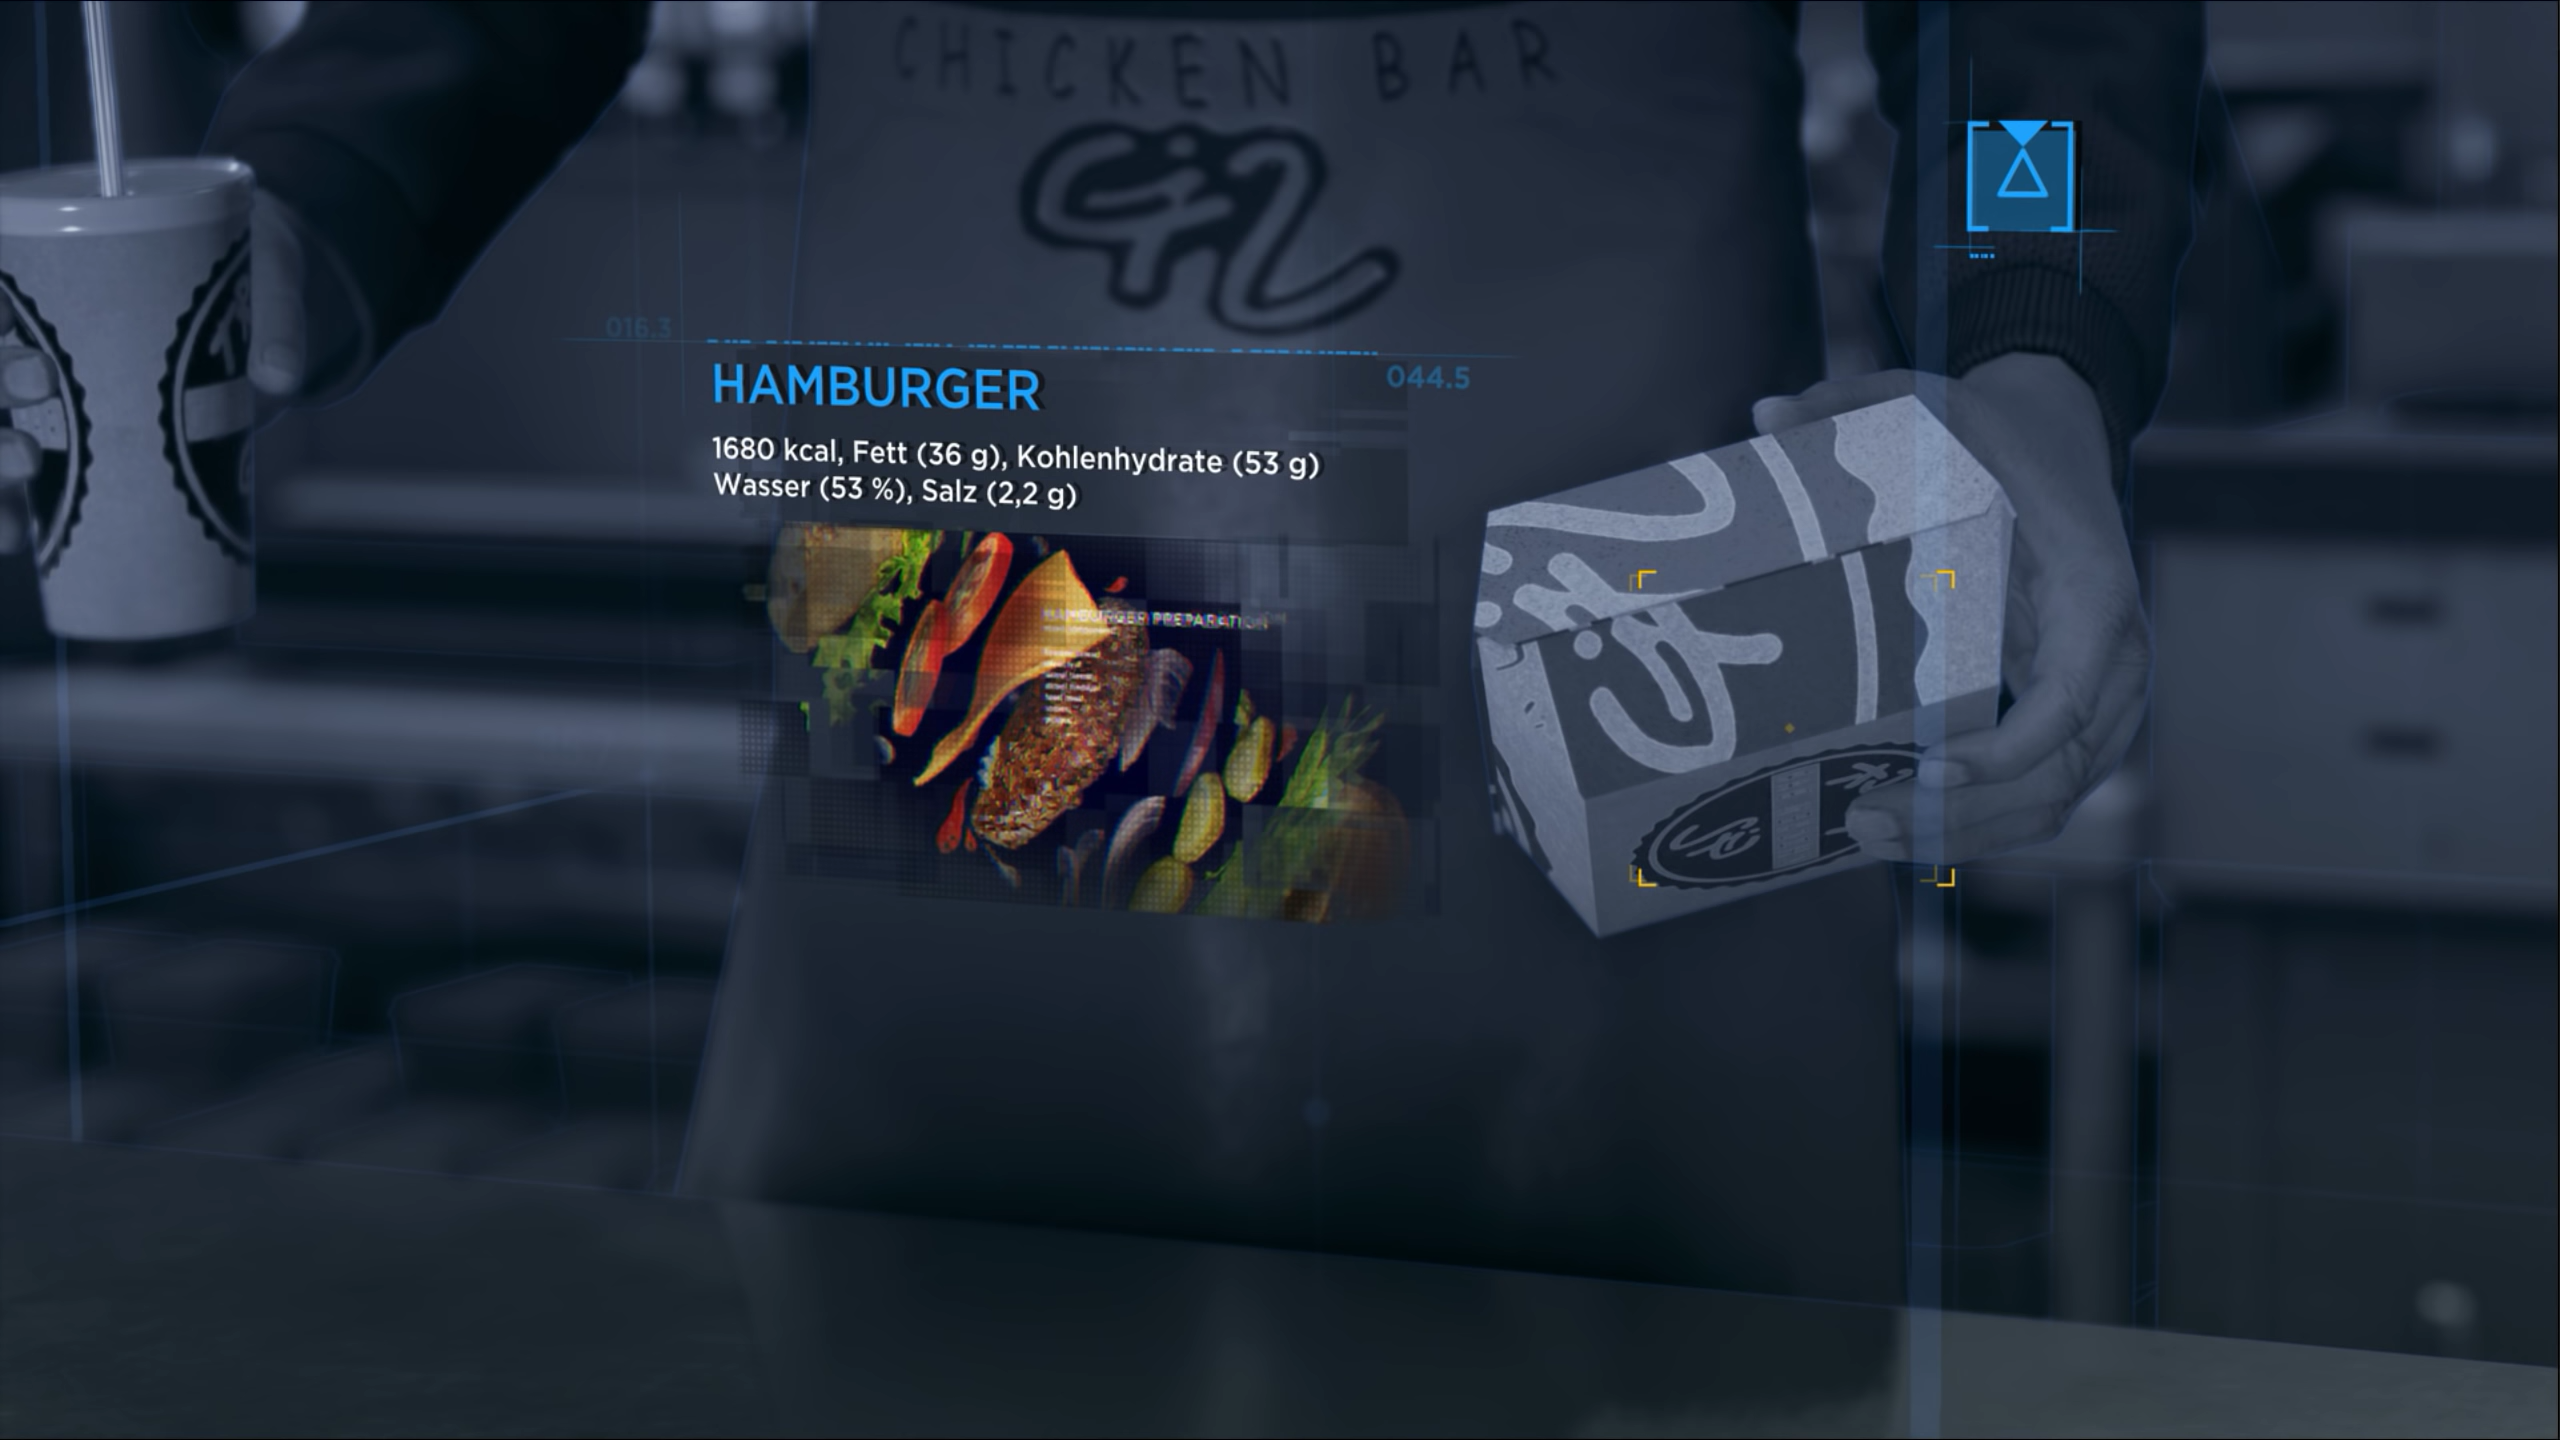 CHICKEN BAR
016.3
044.5
HAMBURGER
1680 kcal, Fett (36 g), Kohlenhydrate (53 g)
Wasser (53 %), Salz (2,2 g)
HAMBURGER PREPARATION